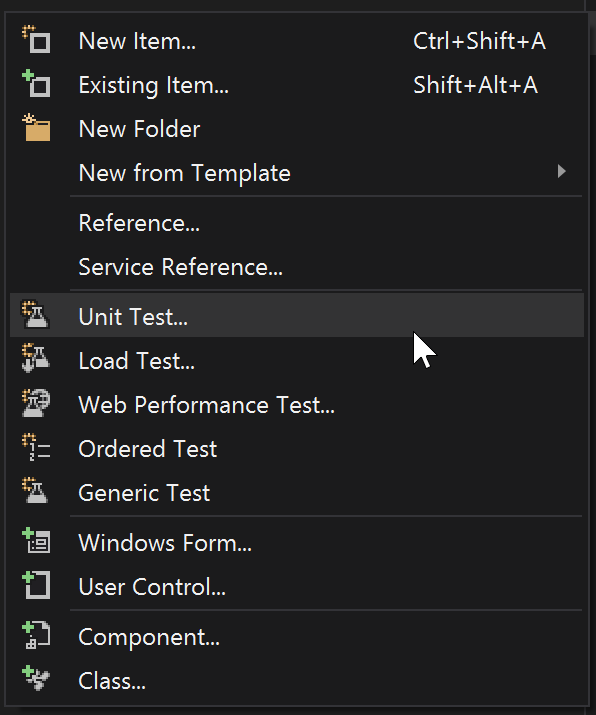 New Item... Ctrl+Shift+A
Existing Item... Shift+Alt+A
New Folder
New from Template
Reference...
Service Reference...
Unit Test...
Load Test...
Web Performance Test...
Ordered Test
Generic Test
Windows Form...
User Control...
Component...
Class...